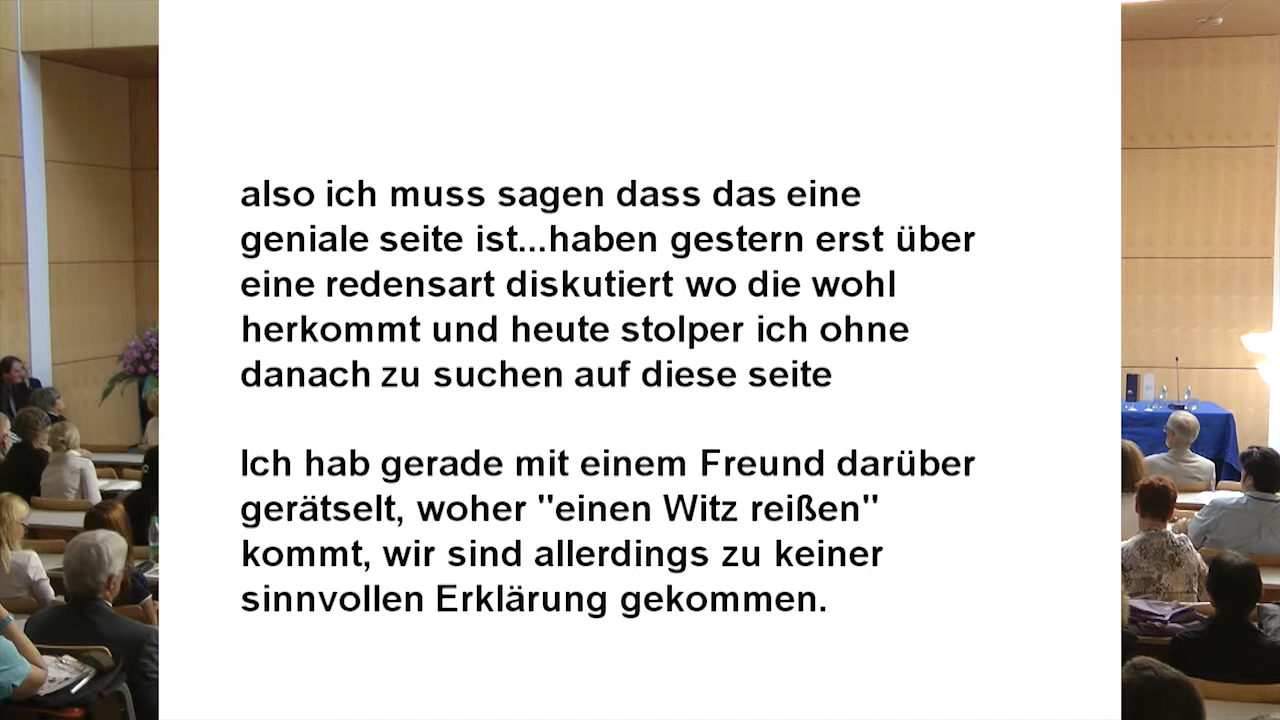 also ich muss sagen dass das eine
geniale seite ist...haben gestern erst über
eine redensart diskutiert wo die wohl
herkommt und heute stolper ich ohne
danach zu suchen auf diese seite
Ich hab gerade mit einem Freund darüber
gerätselt, woher "einen Witz reißen"
kommt, wir sind allerdings zu keiner
sinnvollen Erklärung gekommen.